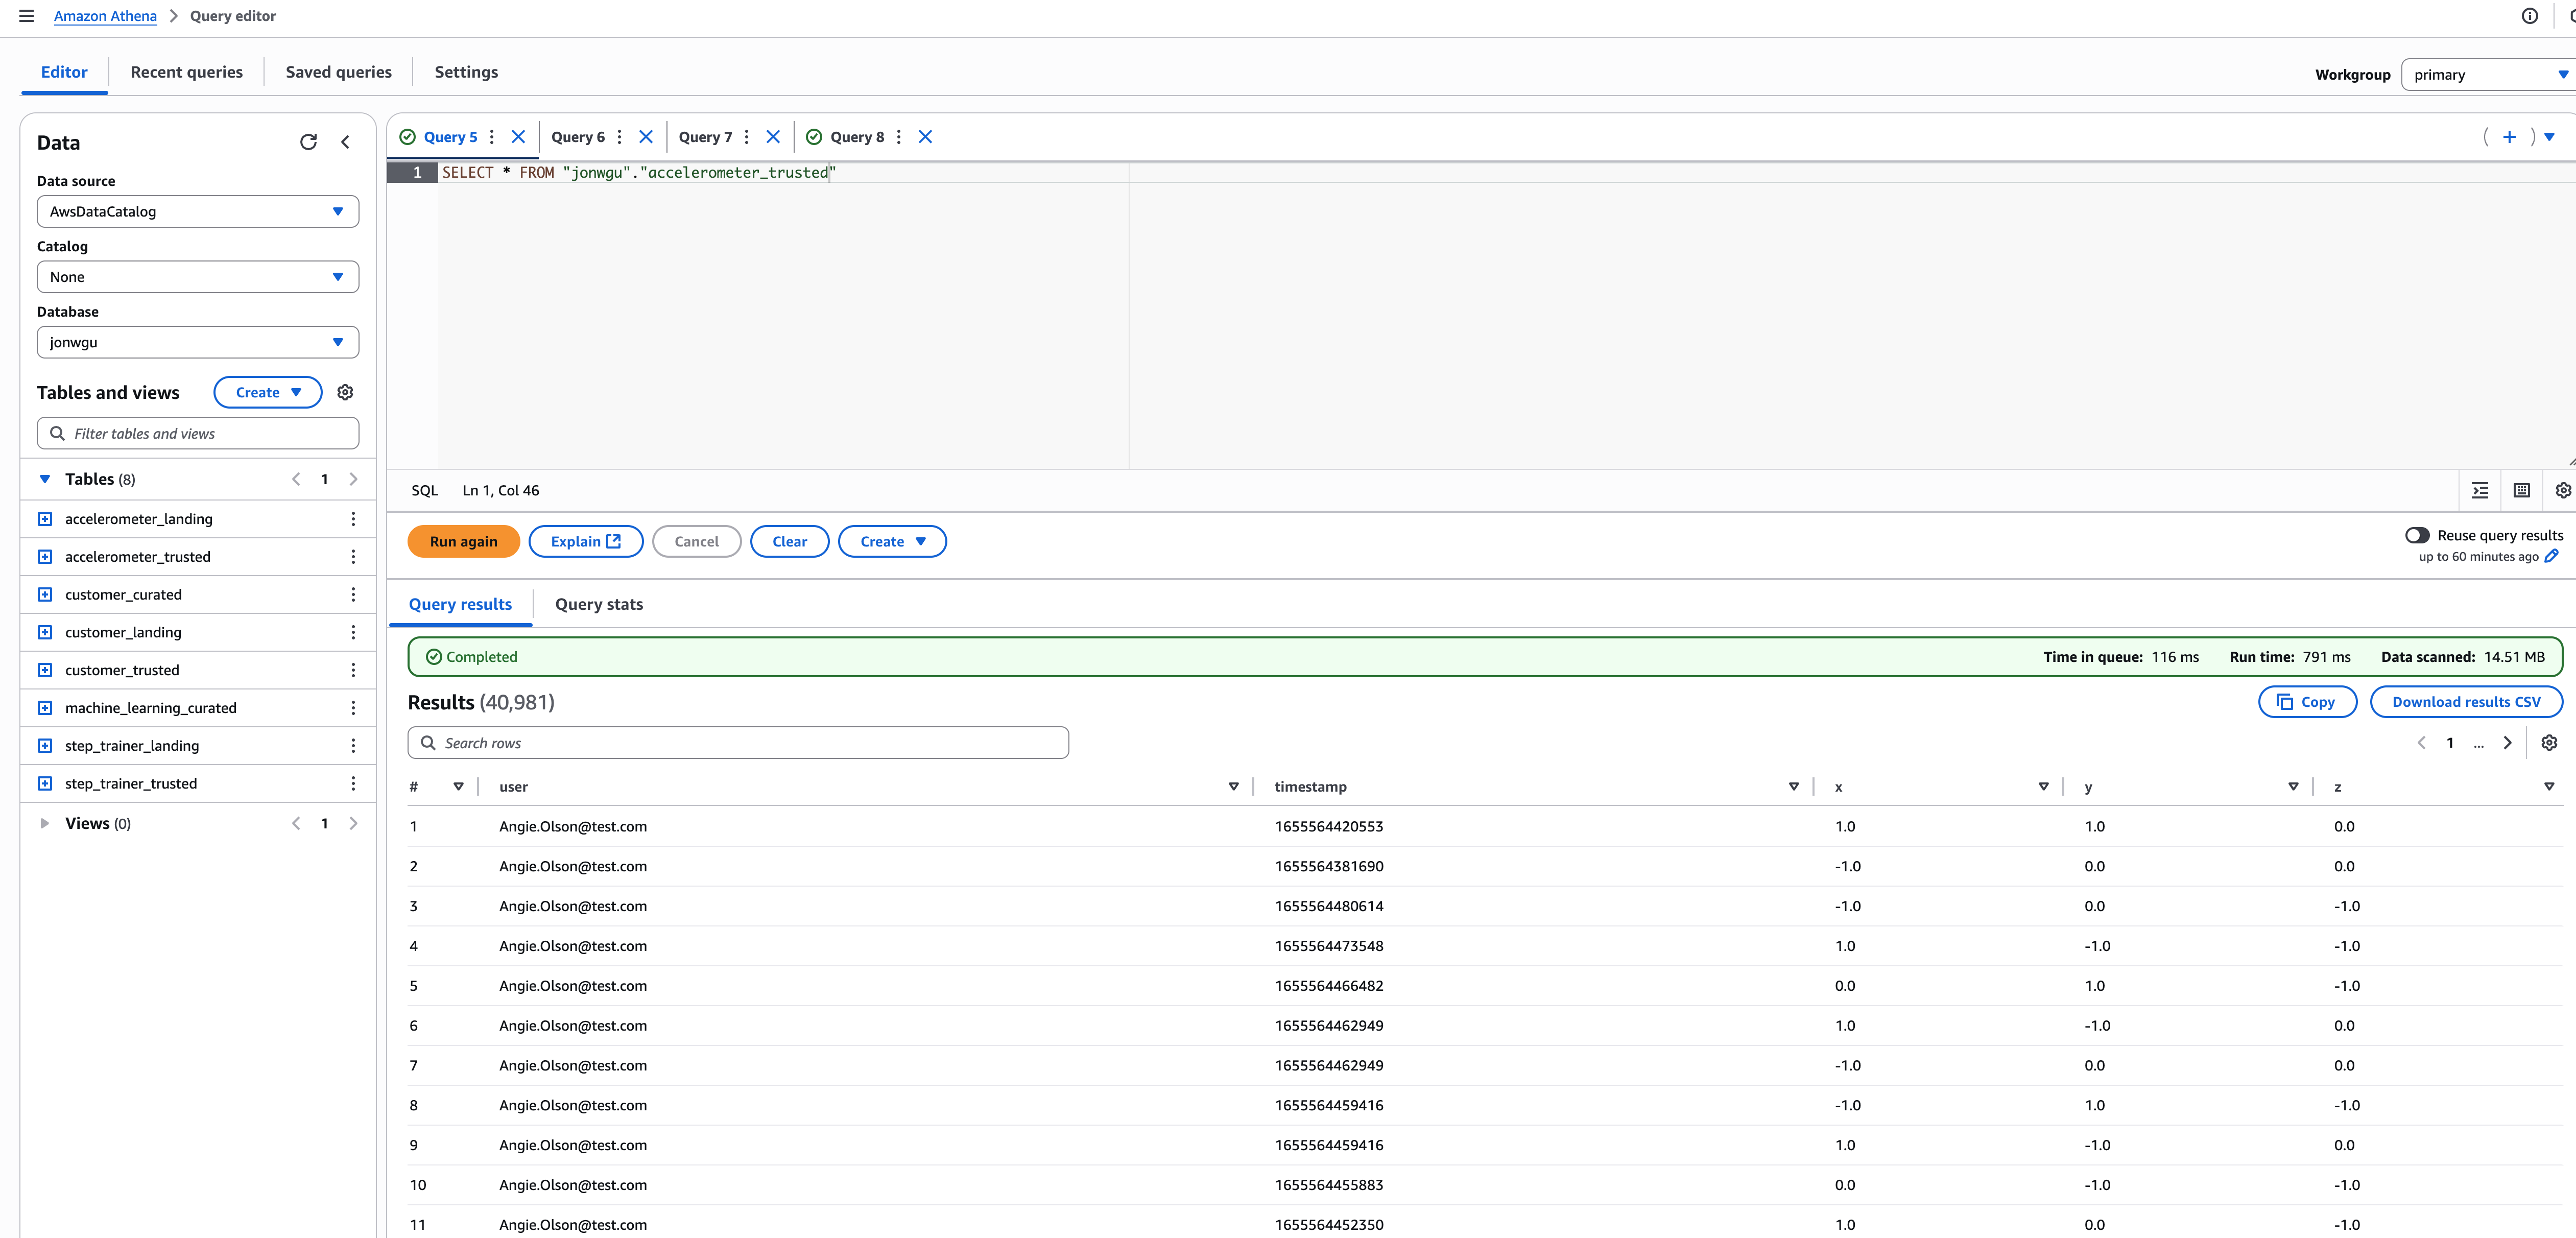 Amazon Athena > Query editor
Editor Recent queries Saved queries Settings
Workgroup primary
Data
Data source
AwsDataCatalog
Catalog
None
Database
jonwgu
Tables and views Create
Filter tables and views
Tables (8) < 1 >
accelerometer_landing
accelerometer_trusted
customer_curated
customer_landing
customer_trusted
machine_learning_curated
step_trainer_landing
step_trainer_trusted
Views (0) < 1 >
Query 5 Query 6 Query 7 Query 8
1 SELECT * FROM "jonwgu"."accelerometer_trusted"
SQL Ln 1, Col 46
Run again Explain Cancel Clear Create
Reuse query results
up to 60 minutes ago
Query results Query stats
Completed Time in queue: 116 ms Run time: 791 ms Data scanned: 14.51 MB
Results (40,981) Copy Download results CSV
Search rows < 1 ... >
# user timestamp x y z
1 Angie.Olson@test.com 1655564420553 1.0 1.0 0.0
2 Angie.Olson@test.com 1655564381690 -1.0 0.0 0.0
3 Angie.Olson@test.com 1655564480614 -1.0 0.0 -1.0
4 Angie.Olson@test.com 1655564473548 1.0 -1.0 -1.0
5 Angie.Olson@test.com 1655564466482 0.0 1.0 -1.0
6 Angie.Olson@test.com 1655564462949 1.0 -1.0 0.0
7 Angie.Olson@test.com 1655564462949 -1.0 0.0 0.0
8 Angie.Olson@test.com 1655564459416 -1.0 1.0 -1.0
9 Angie.Olson@test.com 1655564459416 1.0 -1.0 0.0
10 Angie.Olson@test.com 1655564455883 0.0 -1.0 -1.0
11 Angie.Olson@test.com 1655564452350 1.0 0.0 -1.0